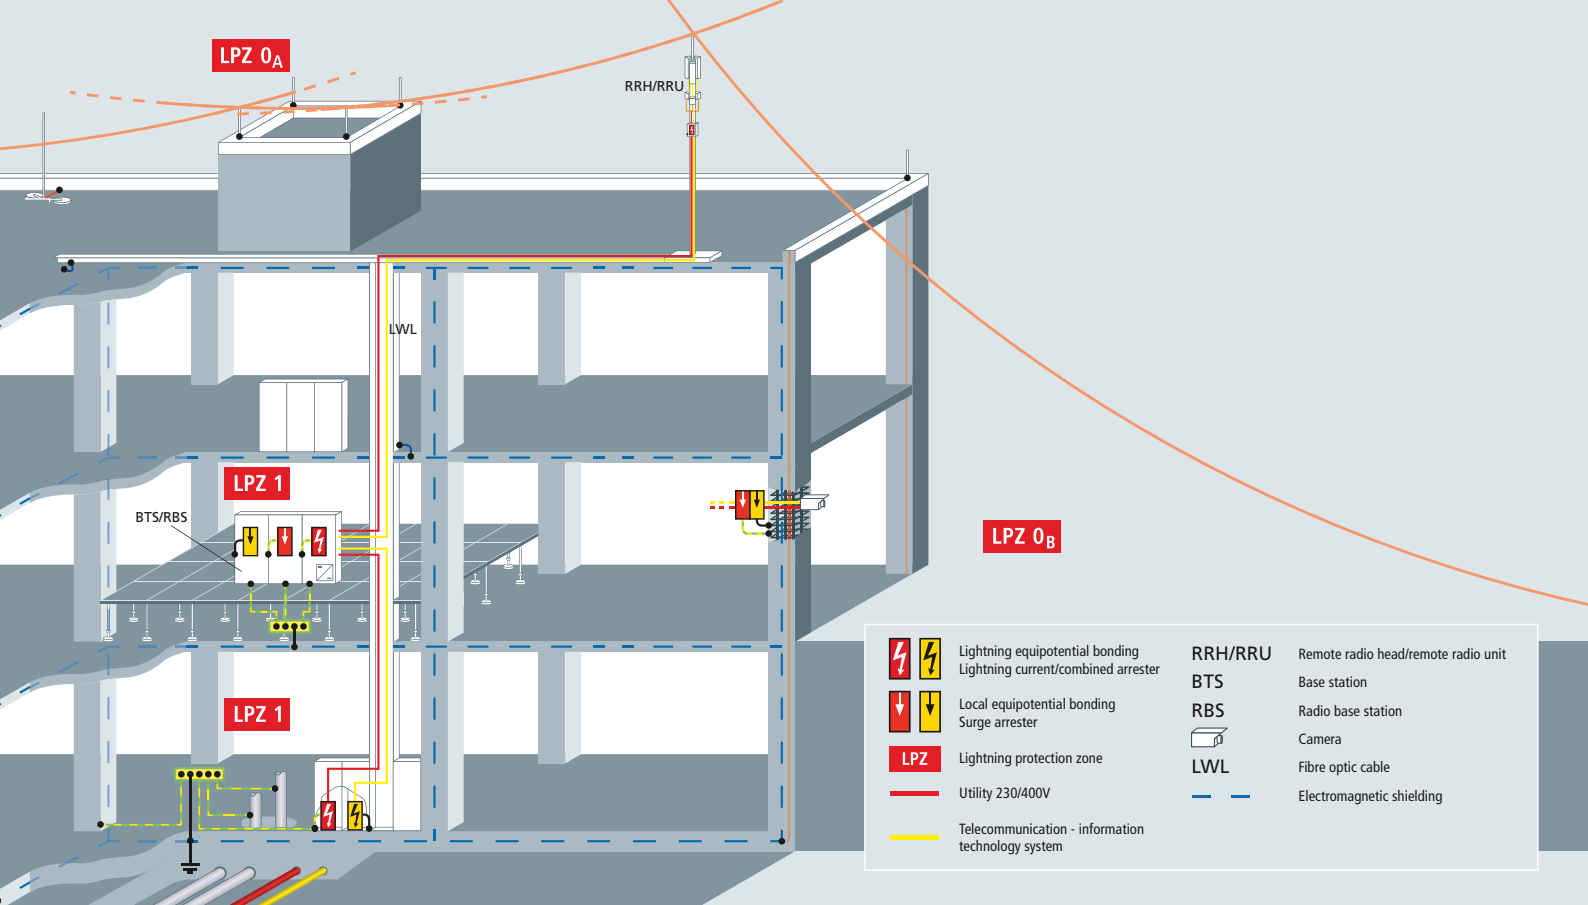 LPZ 0A
RRH/RRU
LWL
LPZ 1
BTS/RBS
LPZ 0B
LPZ 1
Lightning equipotential bonding
Lightning current/combined arrester
Local equipotential bonding
Surge arrester
LPZ
Lightning protection zone
Utility 230/400V
Telecommunication - information
technology system
RRH/RRU
Remote radio head/remote radio unit
BTS
Base station
RBS
Radio base station
Camera
LWL
Fibre optic cable
Electromagnetic shielding